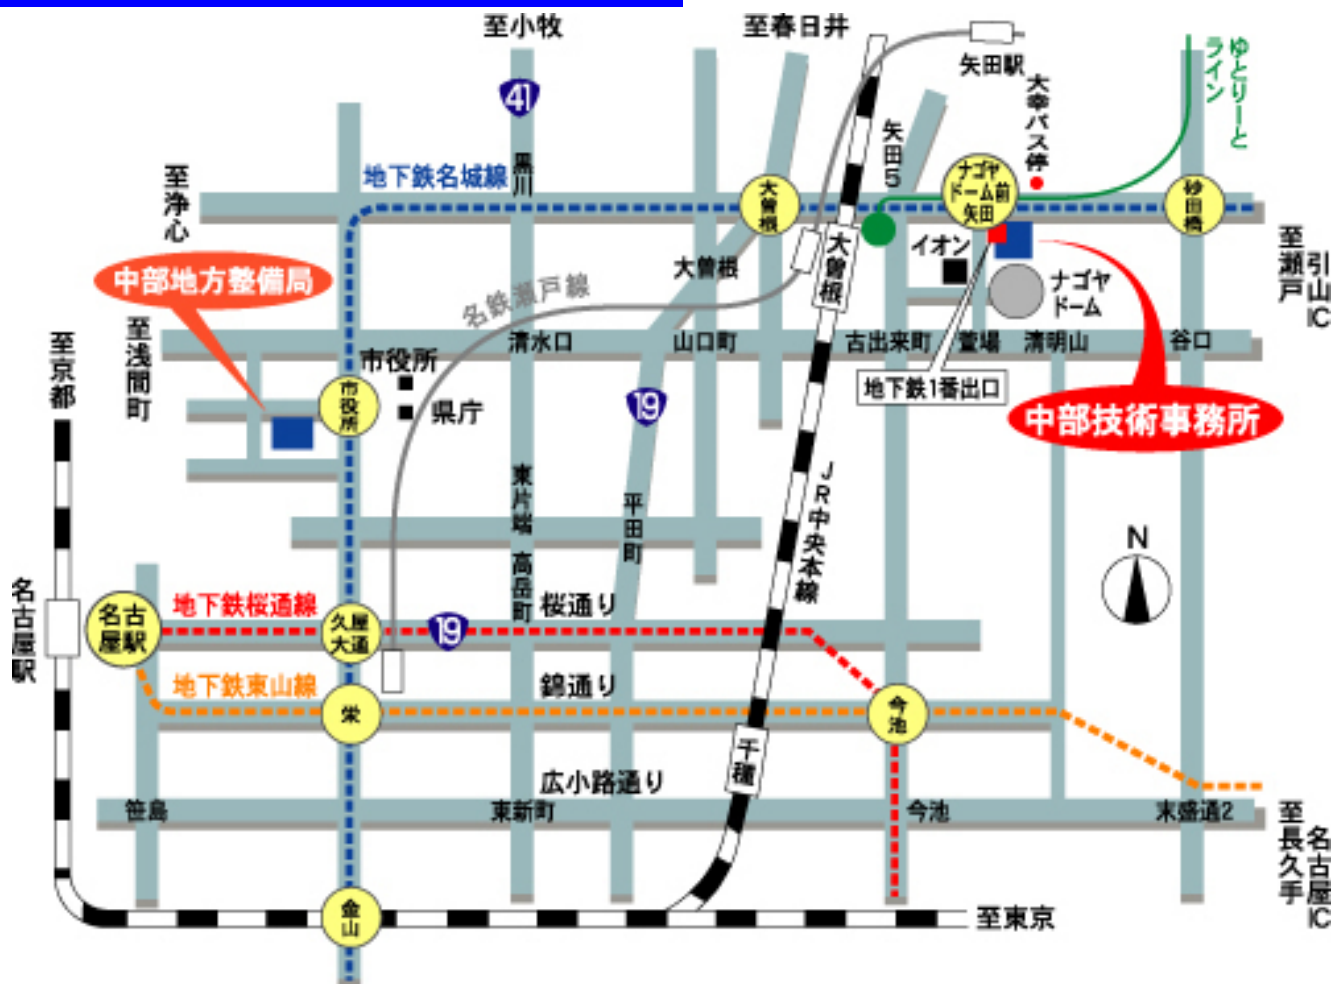 至小牧
至春日井
矢田駅
ゆとりーと
ライン
41
大幸バス停
矢田5
黒川
地下鉄名城線
至浄心
大曽根
ナゴヤ
ドーム前
矢田
砂田橋
中部地方整備局
大曽根
大曽根
イオン
ナゴヤ
ドーム
至瀬戸
引山IC
名鉄瀬戸線
至京都
至浅間町
市役所
清水口
山口町
古出来町
萱場
清明山
谷口
市役所
県庁
19
地下鉄1番出口
中部技術事務所
東片端
平田町
JR中央本線
高岳町
N
名古屋駅
名古
屋駅
地下鉄桜通線
久屋
大通
19
桜通り
地下鉄東山線
栄
錦通り
今池
千種
広小路通り
笹島
東新町
今池
末盛通2
至長久手
名古屋IC
金山
至東京